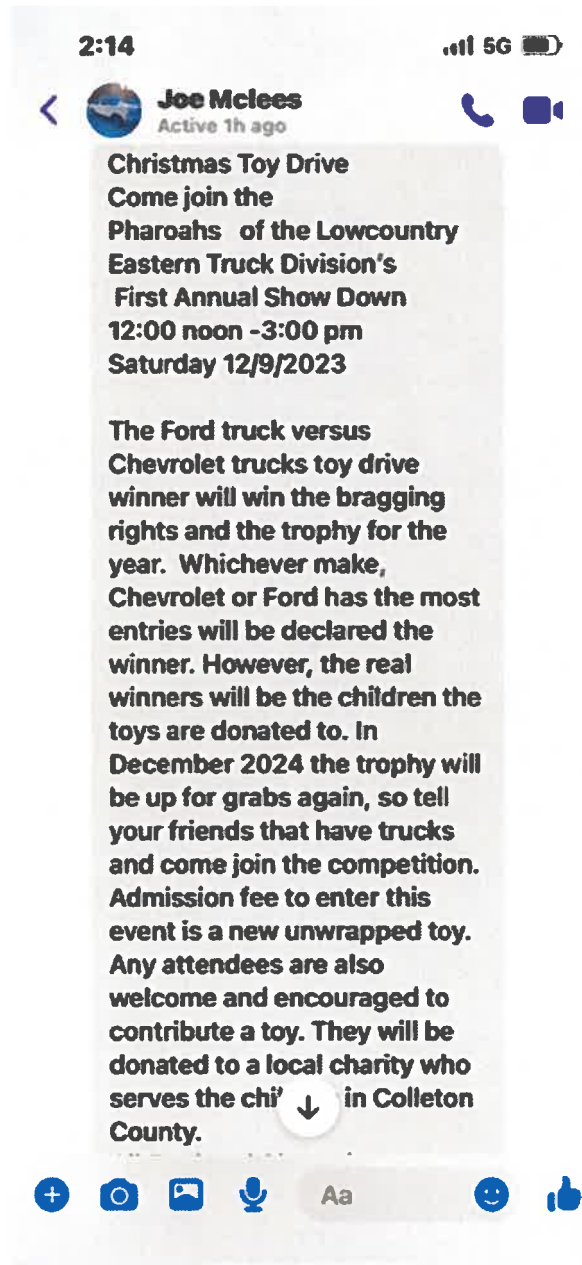 2:14
5G
Joe Mclees
Active 1h ago
Christmas Toy Drive
Come join the
Pharoahs of the Lowcountry
Eastern Truck Division's
First Annual Show Down
12:00 noon -3:00 pm
Saturday 12/9/2023
The Ford truck versus
Chevrolet trucks toy drive
winner will win the bragging
rights and the trophy for the
year. Whichever make,
Chevrolet or Ford has the most
entries will be declared the
winner. However, the real
winners will be the children the
toys are donated to. In
December 2024 the trophy will
be up for grabs again, so tell
your friends that have trucks
and come join the competition.
Admission fee to enter this
event is a new unwrapped toy.
Any attendees are also
welcome and encouraged to
contribute a toy. They will be
donated to a local charity who
serves the in Colleton
County.
Aa